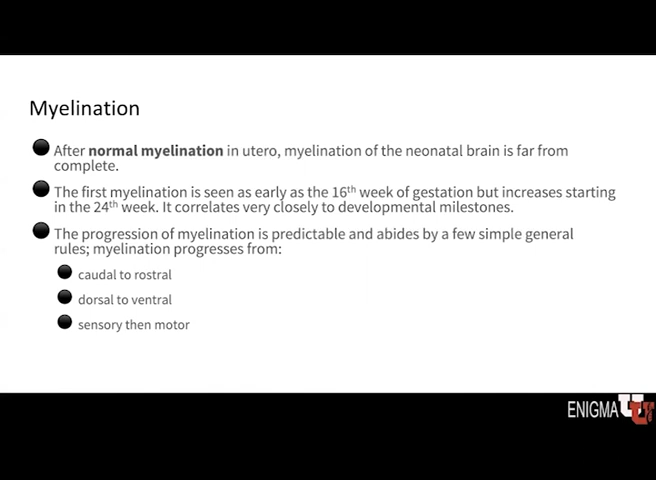 Myelination
After normal myelination in utero, myelination of the neonatal brain is far from
complete.
The first myelination is seen as early as the 16th week of gestation but increases starting
in the 24th week. It correlates very closely to developmental milestones.
The progression of myelination is predictable and abides by a few simple general
rules; myelination progresses from:
caudal to rostral
dorsal to ventral
sensory then motor
ENIGMA